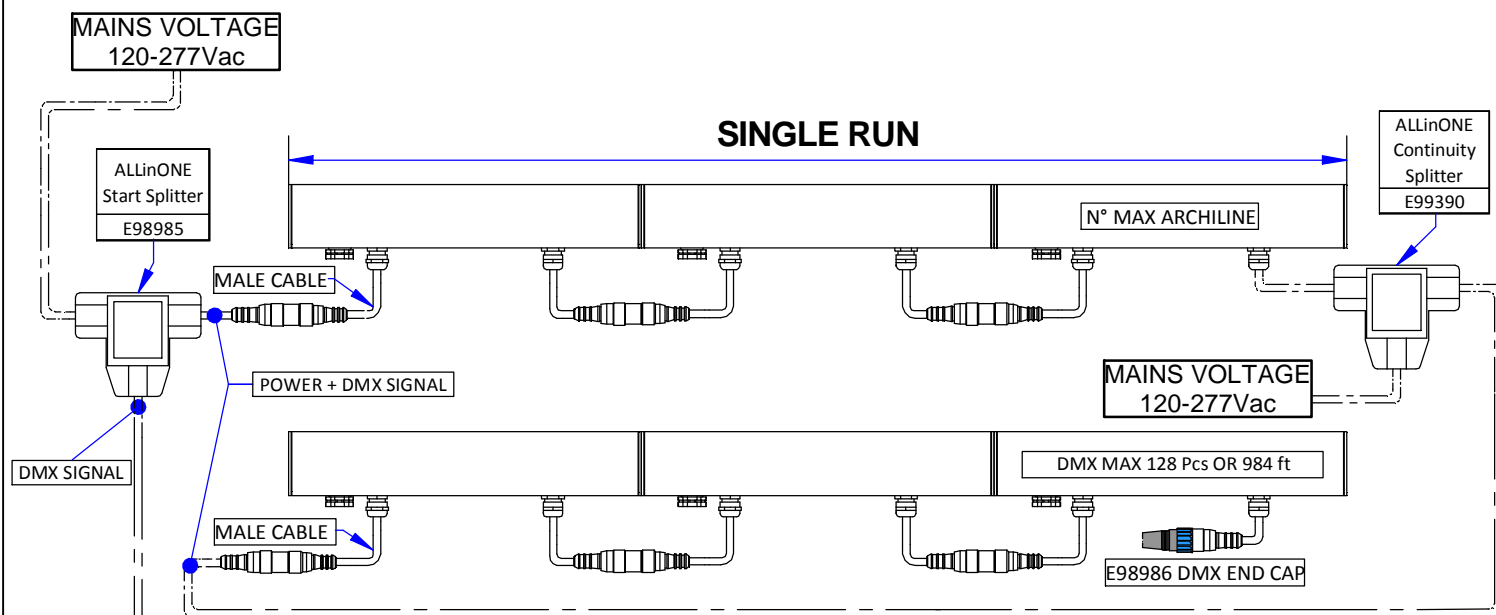 MAINS VOLTAGE
120-277Vac
SINGLE RUN
ALLinONE
Continuity
Splitter
E99390
ALLinONE
Start Splitter
E98985
N° MAX ARCHILINE
MALE CABLE
POWER + DMX SIGNAL
MAINS VOLTAGE
120-277Vac
DMX SIGNAL
DMX MAX 128 Pcs OR 984 ft
MALE CABLE
E98986 DMX END CAP